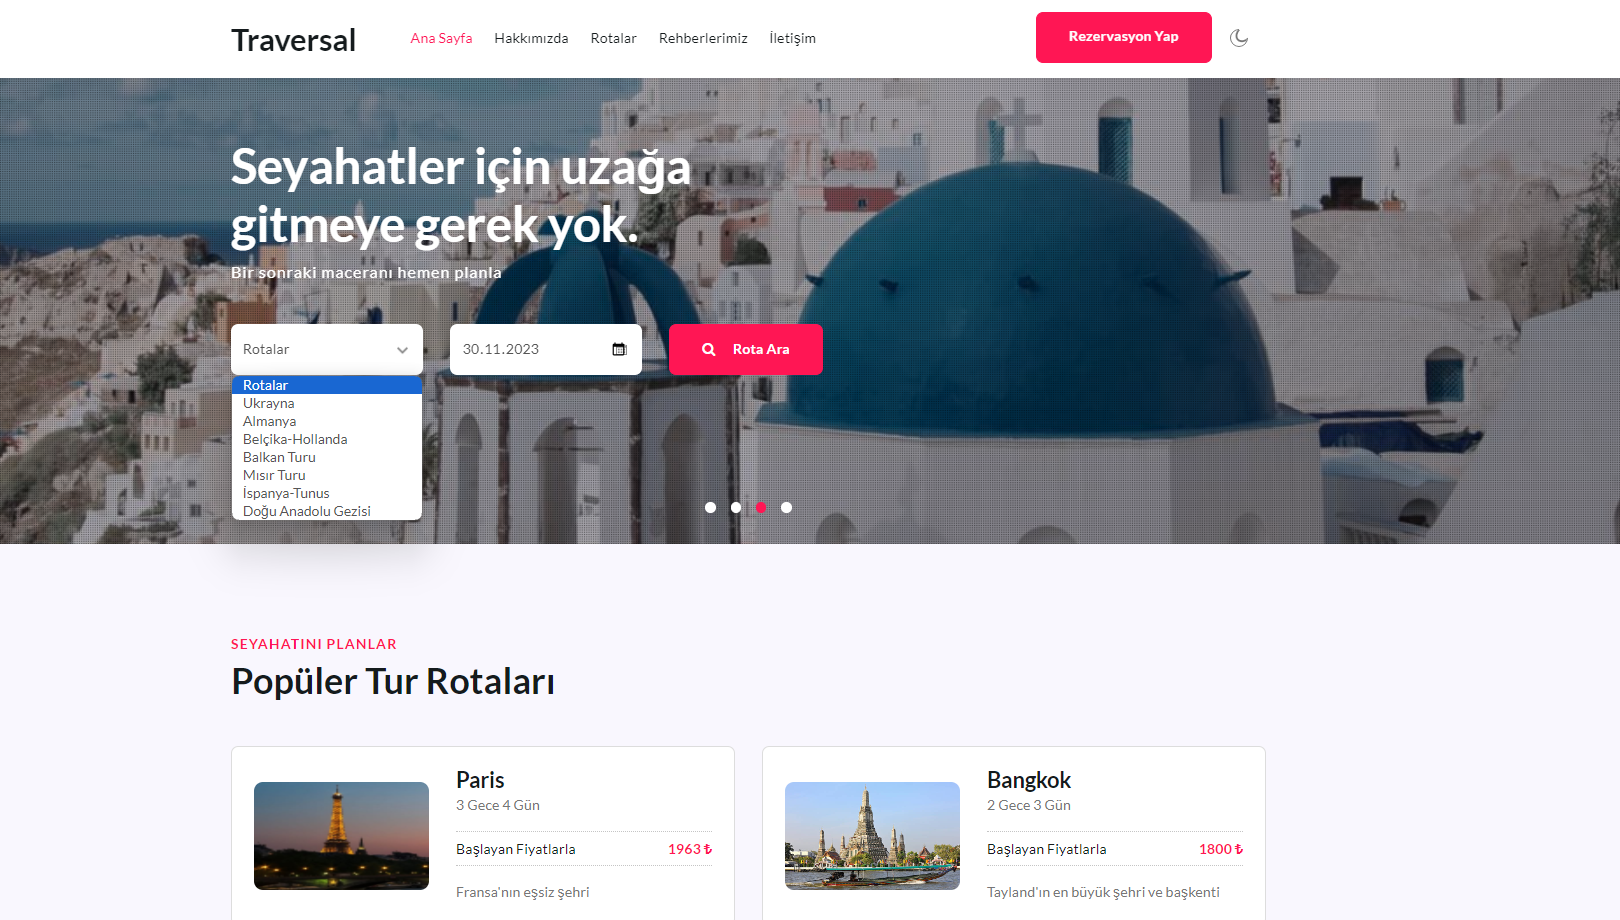 Traversal
Ana Sayfa
Hakkımızda
Rotalar
Rehberlerimiz
İletişim
Rezervasyon Yap
Seyahatler için uzağa
gitmeye gerek yok.
Bir sonraki maceranı hemen planla
Rotalar
30.11.2023
Rota Ara
Rotalar
Ukrayna
Almanya
Belçika-Hollanda
Balkan Turu
Mısır Turu
İspanya-Tunus
Doğu Anadolu Gezisi
SEYAHATINI PLANLAR
Popüler Tur Rotaları
Paris
3 Gece 4 Gün
Başlayan Fiyatlarla 1963 ₺
Fransa'nın eşsiz şehri
Bangkok
2 Gece 3 Gün
Başlayan Fiyatlarla 1800 ₺
Tayland'ın en büyük şehri ve başkenti